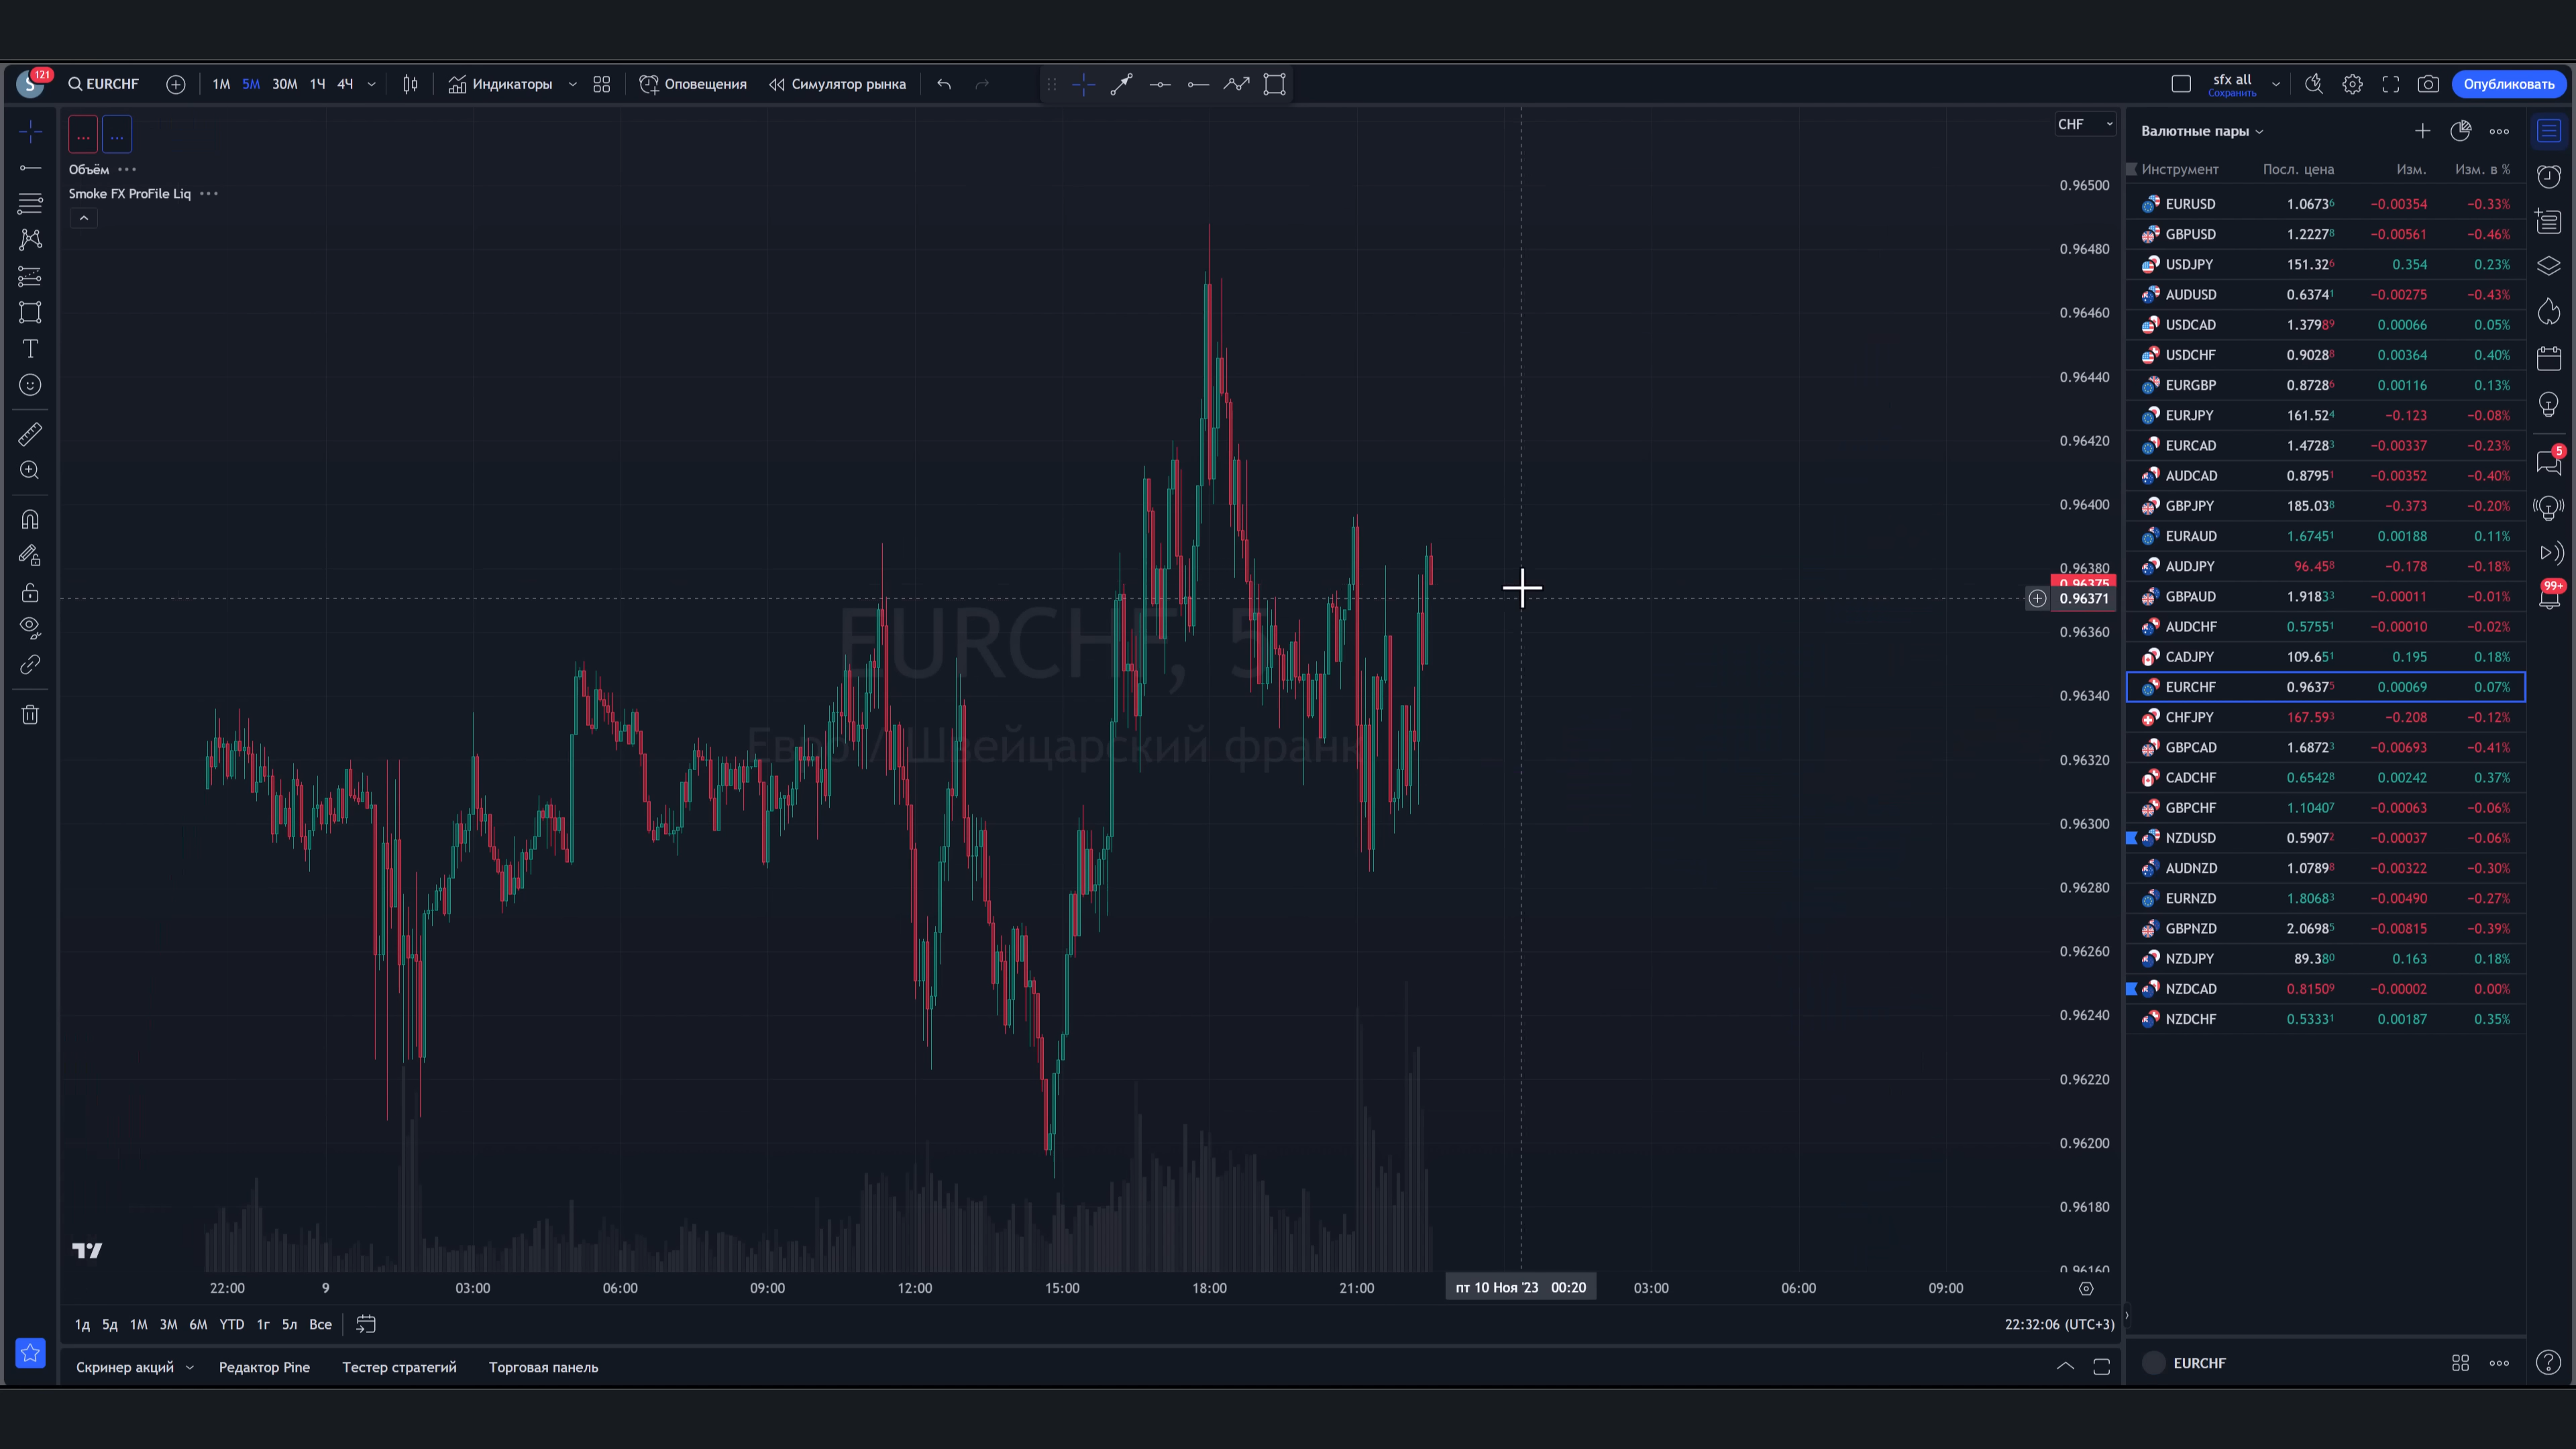 121
S
EURCHF
1М 5М 30М 1Ч 4Ч
Индикаторы
Оповещения
Симулятор рынка
sfx all
Сохранить
Опубликовать
... ...
Объём
Smoke FX ProFile Liq
CHF
EURCHF, 5
Евро / Швейцарский франк
0.96500
0.96480
0.96460
0.96440
0.96420
0.96400
0.96380
0.96375
0.96371
0.96360
0.96340
0.96320
0.96300
0.96280
0.96260
0.96240
0.96220
0.96200
0.96180
0.96160
22:00 9 03:00 06:00 09:00 12:00 15:00 18:00 21:00 пт 10 Ноя '23 00:20 03:00 06:00 09:00
1д 5д 1М 3М 6М YTD 1г 5л Все
22:32:06 (UTC+3)
Скринер акций Редактор Pine Тестер стратегий Торговая панель
Валютные пары
Инструмент Посл. цена Изм. Изм. в %
EURUSD 1.06736 −0.00354 −0.33%
GBPUSD 1.22278 −0.00561 −0.46%
USDJPY 151.326 0.354 0.23%
AUDUSD 0.63741 −0.00275 −0.43%
USDCAD 1.37989 0.00066 0.05%
USDCHF 0.90288 0.00364 0.40%
EURGBP 0.87286 0.00116 0.13%
EURJPY 161.524 −0.123 −0.08%
EURCAD 1.47283 −0.00337 −0.23%
AUDCAD 0.87951 −0.00352 −0.40%
GBPJPY 185.038 −0.373 −0.20%
EURAUD 1.67451 0.00188 0.11%
AUDJPY 96.458 −0.178 −0.18%
GBPAUD 1.91833 −0.00011 −0.01%
AUDCHF 0.57551 −0.00010 −0.02%
CADJPY 109.651 0.195 0.18%
EURCHF 0.96375 0.00069 0.07%
CHFJPY 167.593 −0.208 −0.12%
GBPCAD 1.68723 −0.00693 −0.41%
CADCHF 0.65428 0.00242 0.37%
GBPCHF 1.10407 −0.00063 −0.06%
NZDUSD 0.59072 −0.00037 −0.06%
AUDNZD 1.07898 −0.00322 −0.30%
EURNZD 1.80683 −0.00490 −0.27%
GBPNZD 2.06985 −0.00815 −0.39%
NZDJPY 89.380 0.163 0.18%
NZDCAD 0.81509 −0.00002 0.00%
NZDCHF 0.53331 0.00187 0.35%
EURCHF
5
99+